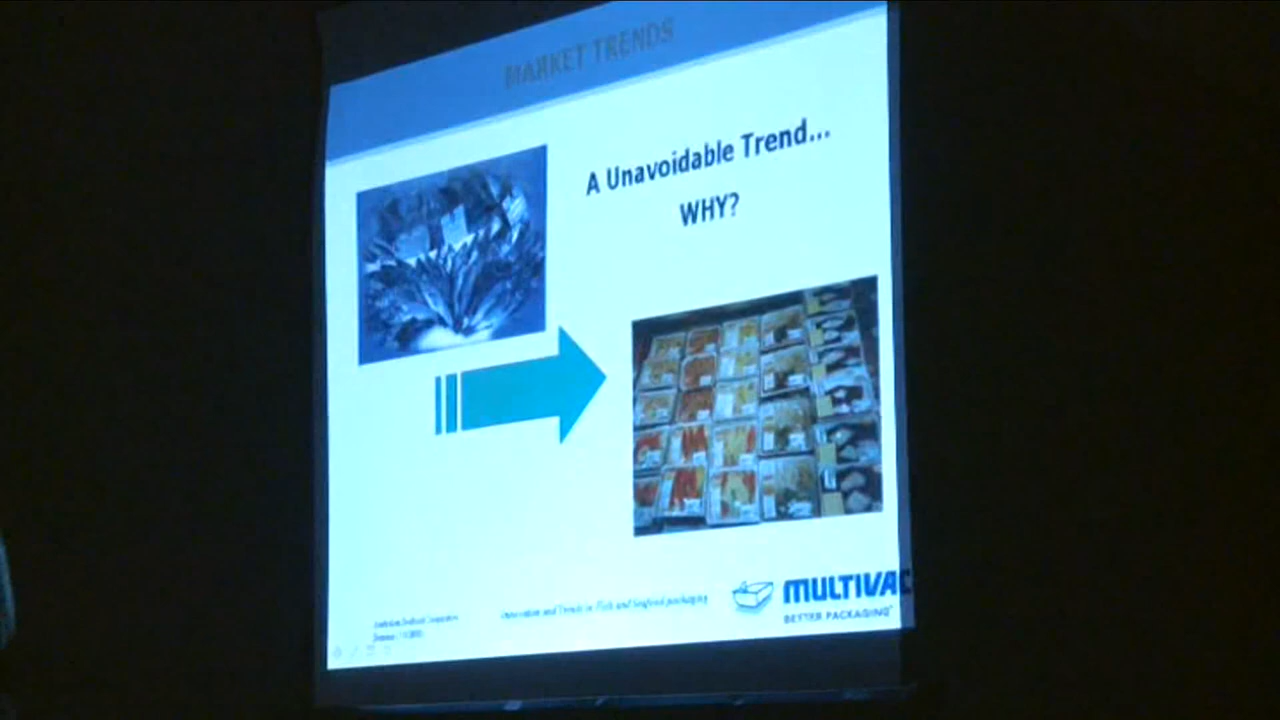 MARKET TRENDS
A Unavoidable Trend...
WHY?
Innovation and Trends in Fish and Seafood packaging
MULTIVAC
BETTER PACKAGING